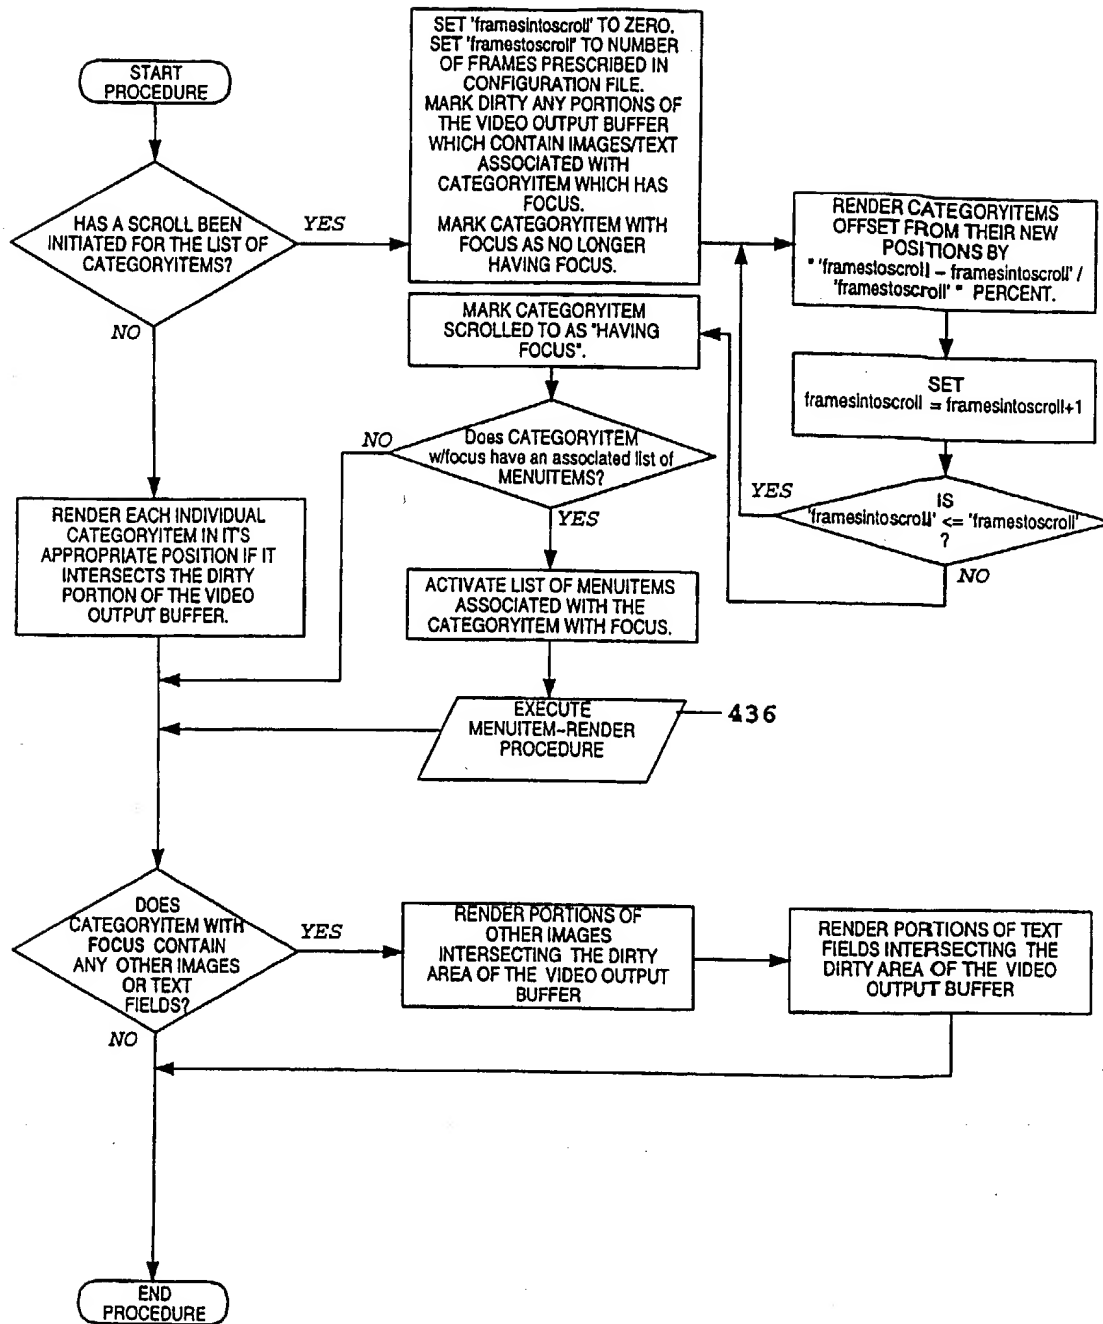 START
PROCEDURE
HAS A SCROLL BEEN
INITIATED FOR THE LIST OF
CATEGORYITEMS?
YES
NO
SET 'framesintoscroll' TO ZERO.
SET 'framestoscroll' TO NUMBER
OF FRAMES PRESCRIBED IN
CONFIGURATION FILE.
MARK DIRTY ANY PORTIONS OF
THE VIDEO OUTPUT BUFFER
WHICH CONTAIN IMAGES/TEXT
ASSOCIATED WITH
CATEGORYITEM WHICH HAS
FOCUS.
MARK CATEGORYITEM WITH
FOCUS AS NO LONGER
HAVING FOCUS.
RENDER CATEGORYITEMS
OFFSET FROM THEIR NEW
POSITIONS BY
" 'framestoscroll – framesintoscroll' /
'framestoscroll' " PERCENT.
SET
framesintoscroll = framesintoscroll+1
IS
'framesintoscroll' <= 'framestoscroll'
?
YES
NO
MARK CATEGORYITEM
SCROLLED TO AS "HAVING
FOCUS".
Does CATEGORYITEM
w/focus have an associated list of
MENUITEMS?
NO
YES
ACTIVATE LIST OF MENUITEMS
ASSOCIATED WITH THE
CATEGORYITEM WITH FOCUS.
EXECUTE
MENUITEM-RENDER
PROCEDURE
436
RENDER EACH INDIVIDUAL
CATEGORYITEM IN IT'S
APPROPRIATE POSITION IF IT
INTERSECTS THE DIRTY
PORTION OF THE VIDEO
OUTPUT BUFFER.
DOES
CATEGORYITEM WITH
FOCUS CONTAIN
ANY OTHER IMAGES
OR TEXT
FIELDS?
YES
NO
RENDER PORTIONS OF
OTHER IMAGES
INTERSECTING THE DIRTY
AREA OF THE VIDEO OUTPUT
BUFFER
RENDER PORTIONS OF TEXT
FIELDS INTERSECTING THE
DIRTY AREA OF THE VIDEO
OUTPUT BUFFER
END
PROCEDURE